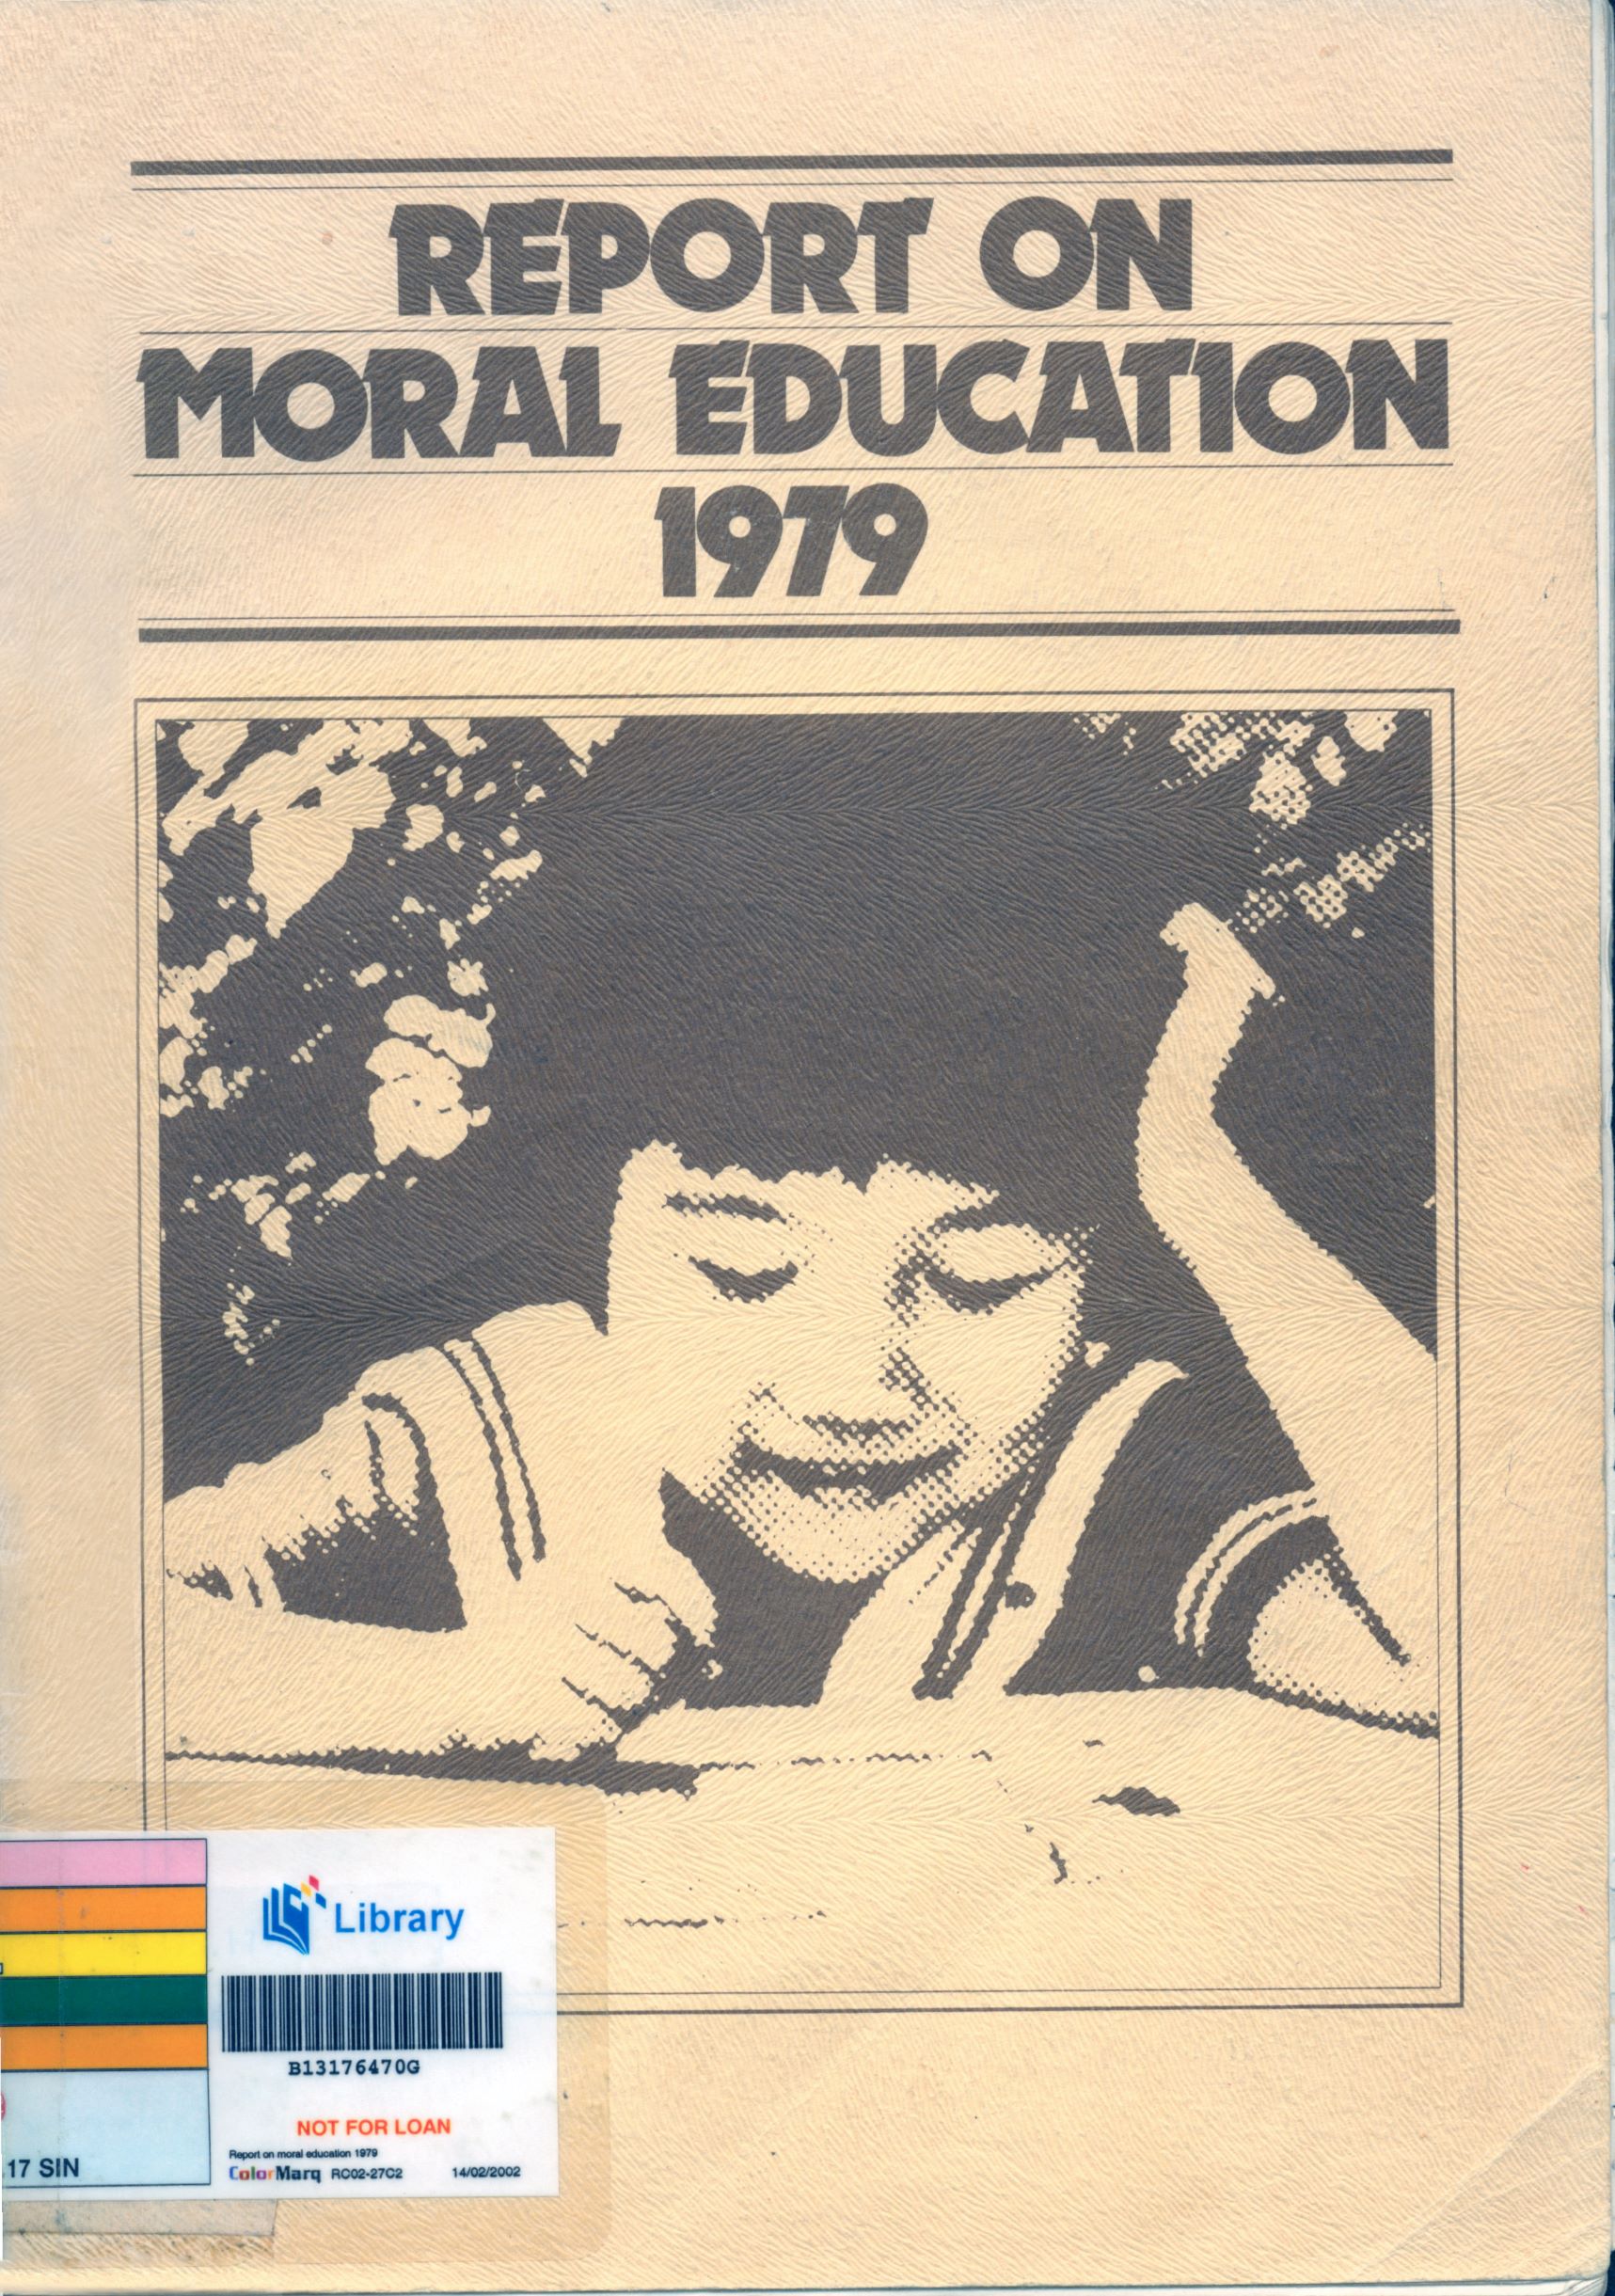 REPORT ON
MORAL EDUCATION
1979
Library
B13176470G
NOT FOR LOAN
Report on moral education 1979
ColorMarq RC02-27C2 14/02/2002
17 SIN